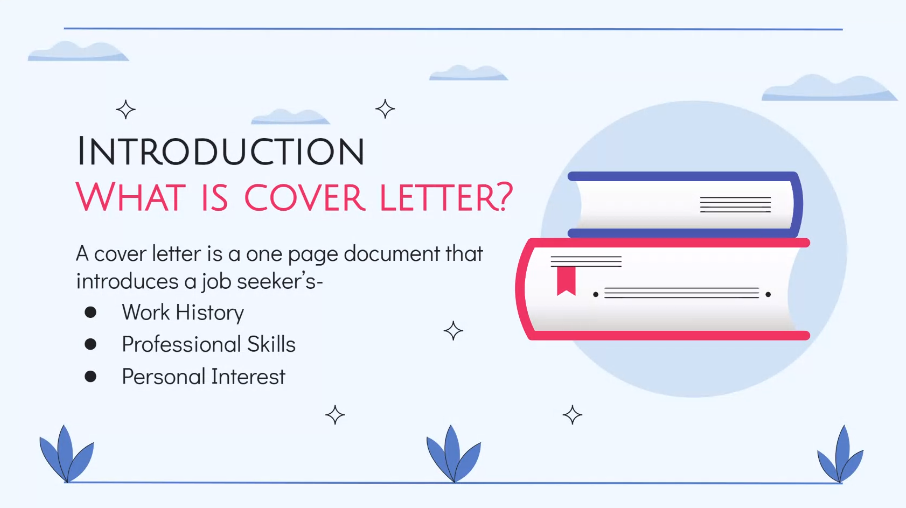 Introduction
What is cover letter?
A cover letter is a one page document that
introduces a job seeker's-
● Work History
● Professional Skills
● Personal Interest